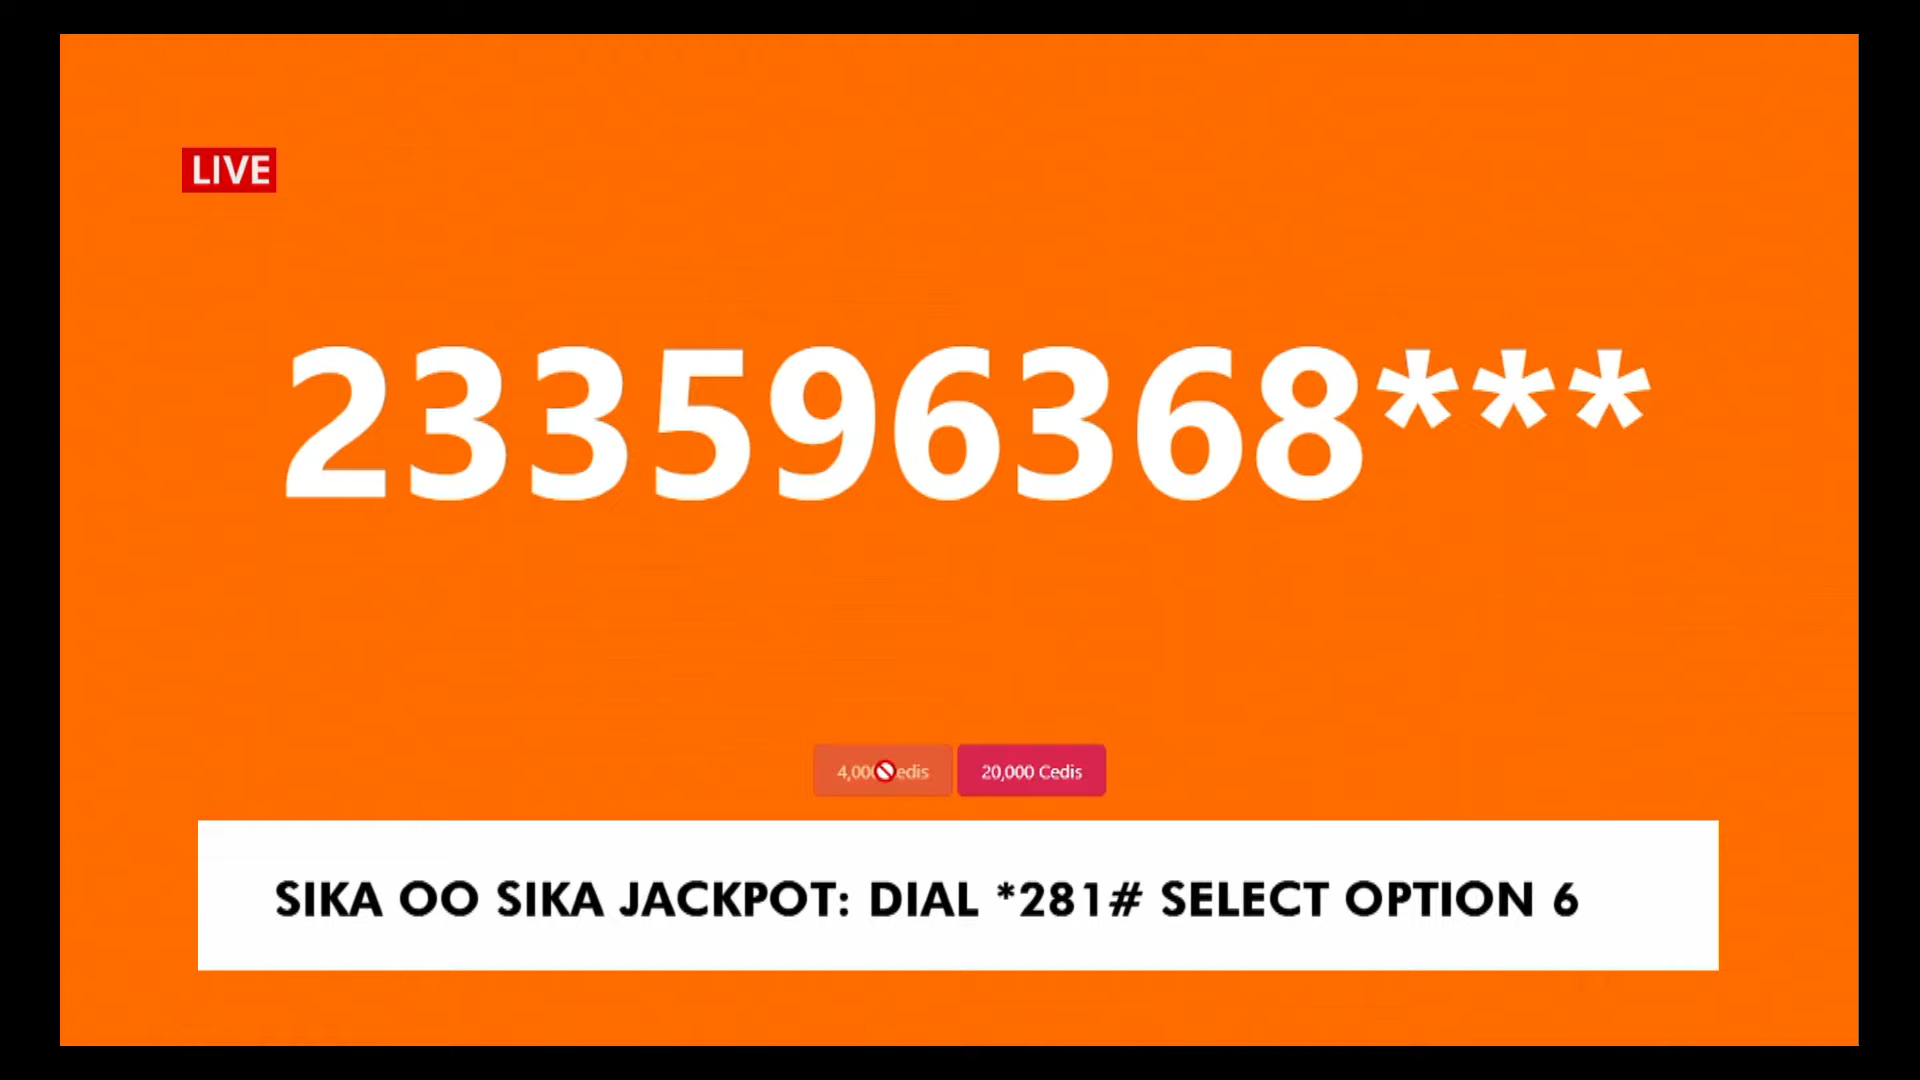 LIVE
233596368***
20,000 Cedis
SIKA OO SIKA JACKPOT: DIAL *281# SELECT OPTION 6